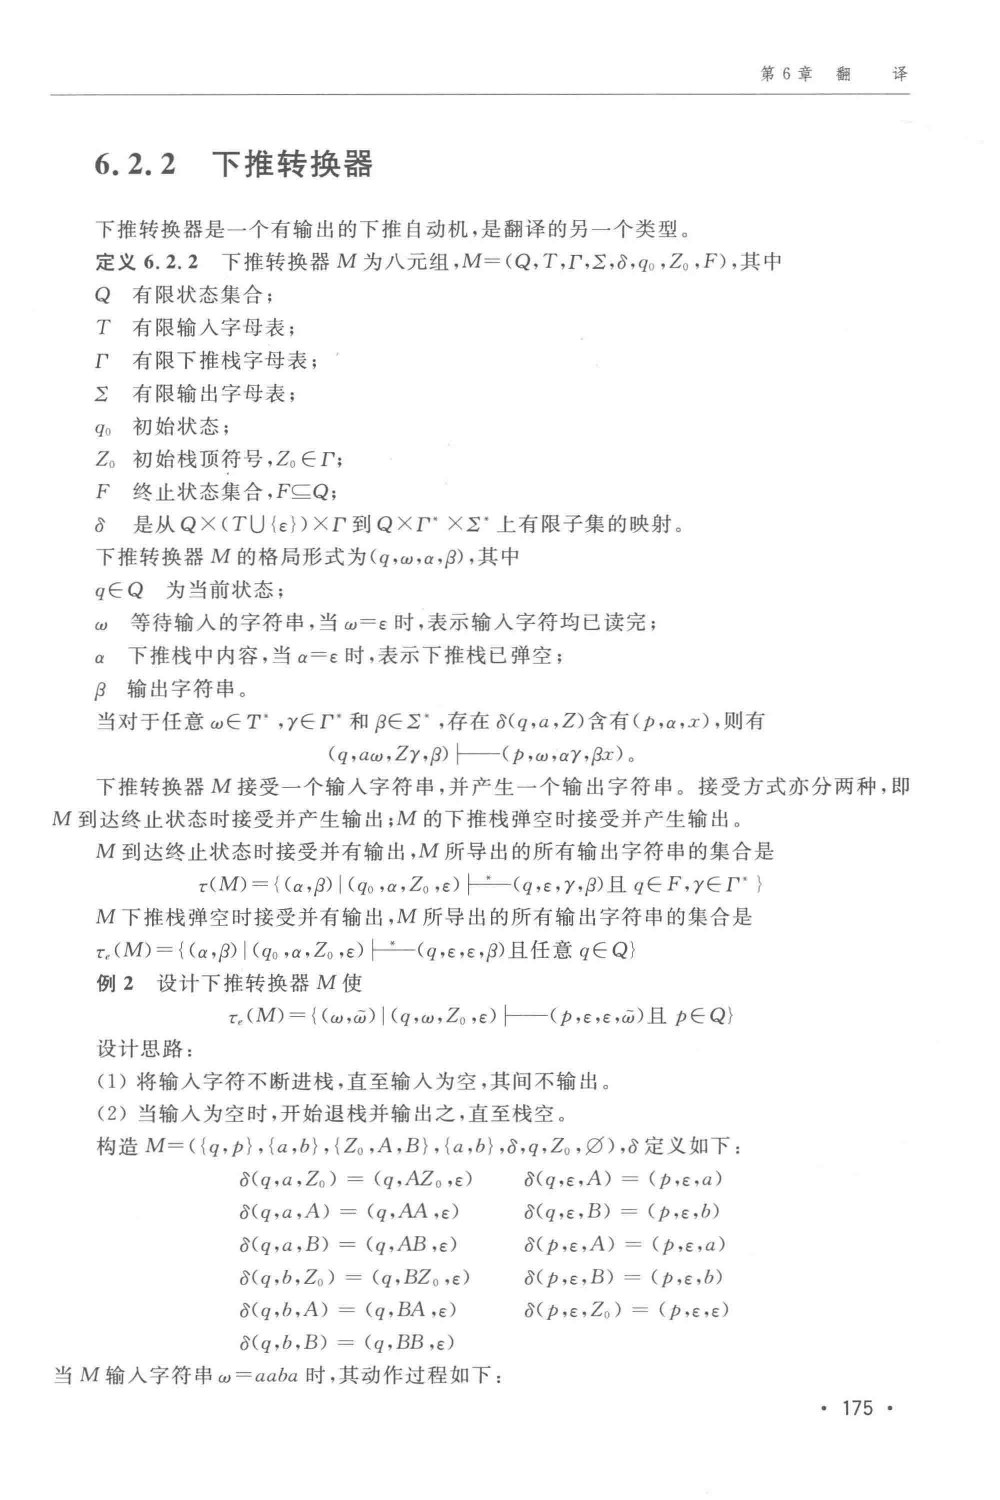 第6章 翻 译
6.2.2 下推转换器
下推转换器是一个有输出的下推自动机,是翻译的另一个类型。
定义 6.2.2 下推转换器 M 为八元组,M=(Q,T,Γ,Σ,δ,q₀,Z₀,F),其中
Q 有限状态集合;
T 有限输入字母表;
Γ 有限下推栈字母表;
Σ 有限输出字母表;
q₀ 初始状态;
Z₀ 初始栈顶符号,Z₀∈Γ;
F 终止状态集合,F⊆Q;
δ 是从 Q×(T∪{ε})×Γ 到 Q×Γ*×Σ* 上有限子集的映射。
下推转换器 M 的格局形式为(q,ω,α,β),其中
q∈Q 为当前状态;
ω 等待输入的字符串,当 ω=ε 时,表示输入字符均已读完;
α 下推栈中内容,当 α=ε 时,表示下推栈已弹空;
β 输出字符串。
当对于任意 ω∈T*,γ∈Γ* 和 β∈Σ*,存在 δ(q,a,Z)含有(p,α,x),则有
(q,aω,Zγ,β)├──(p,ω,αγ,βx)。
下推转换器 M 接受一个输入字符串,并产生一个输出字符串。接受方式亦分两种,即
M 到达终止状态时接受并产生输出;M 的下推栈弹空时接受并产生输出。
M 到达终止状态时接受并有输出,M 所导出的所有输出字符串的集合是
τ(M)={(α,β)|(q₀,α,Z₀,ε)├*─(q,ε,γ,β)且 q∈F,γ∈Γ*}
M 下推栈弹空时接受并有输出,M 所导出的所有输出字符串的集合是
τₑ(M)={(α,β)|(q₀,α,Z₀,ε)├*─(q,ε,ε,β)且任意 q∈Q}
例 2 设计下推转换器 M 使
τₑ(M)={(ω,ω̃)|(q,ω,Z₀,ε)├──(p,ε,ε,ω̃)且 p∈Q}
设计思路:
(1) 将输入字符不断进栈,直至输入为空,其间不输出。
(2) 当输入为空时,开始退栈并输出之,直至栈空。
构造 M=({q,p},{a,b},{Z₀,A,B},{a,b},δ,q,Z₀,∅),δ 定义如下:
δ(q,a,Z₀) = (q,AZ₀,ε) δ(q,ε,A) = (p,ε,a)
δ(q,a,A) = (q,AA,ε) δ(q,ε,B) = (p,ε,b)
δ(q,a,B) = (q,AB,ε) δ(p,ε,A) = (p,ε,a)
δ(q,b,Z₀) = (q,BZ₀,ε) δ(p,ε,B) = (p,ε,b)
δ(q,b,A) = (q,BA,ε) δ(p,ε,Z₀) = (p,ε,ε)
δ(q,b,B) = (q,BB,ε)
当 M 输入字符串 ω=aaba 时,其动作过程如下:
· 175 ·